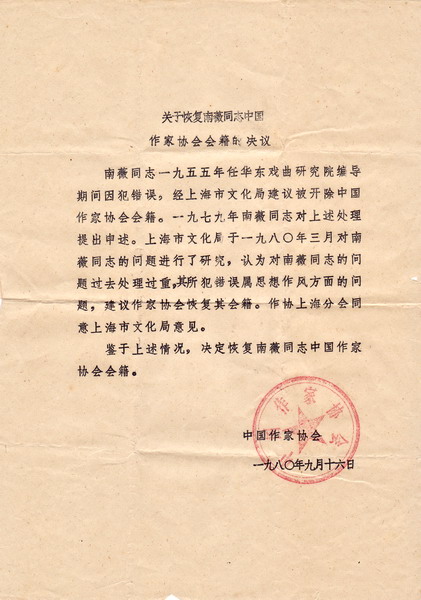 关于恢复南薇同志中国
作家协会会籍的决议
南薇同志一九五五年任华东戏曲研究院编导
期间因犯错误，经上海市文化局建议被开除中国
作家协会会籍。一九七九年南薇同志对上述处理
提出申述。上海市文化局于一九八〇年三月对南
薇同志的问题进行了研究，认为对南薇同志的问
题过去处理过重，其所犯错误属思想作风方面的问
题，建议作家协会恢复其会籍。作协上海分会同
意上海市文化局意见。
鉴于上述情况，决定恢复南薇同志中国作家
协会会籍。
作家协会
中国作家协会
一九八〇年九月十六日